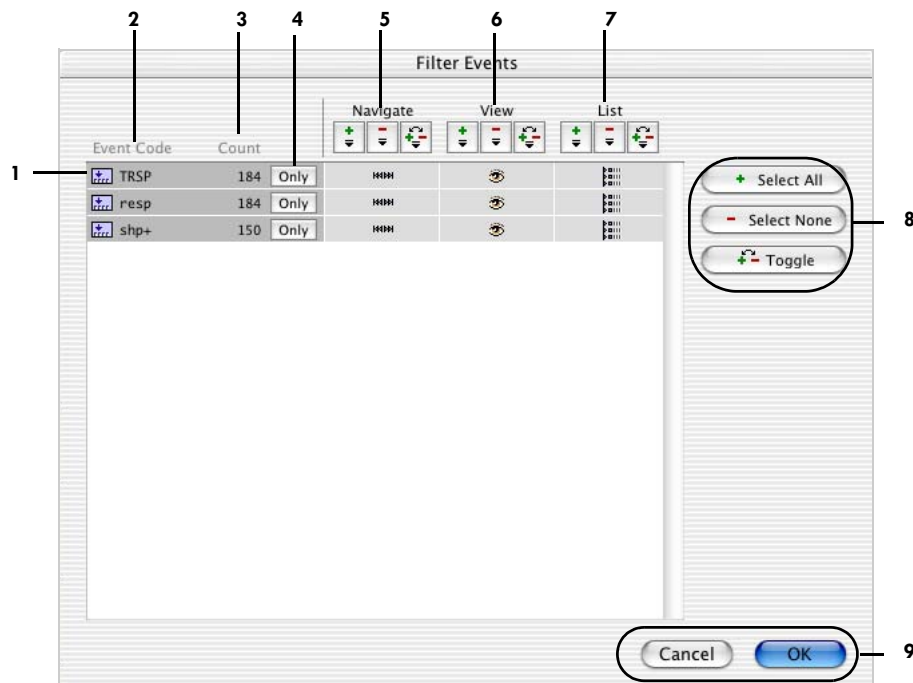 2 3 4 5 6 7
Filter Events
Navigate View List
Event Code Count
1 TRSP 184 Only
+ Select All
resp 184 Only
- Select None 8
shp+ 150 Only
Toggle
Cancel OK 9